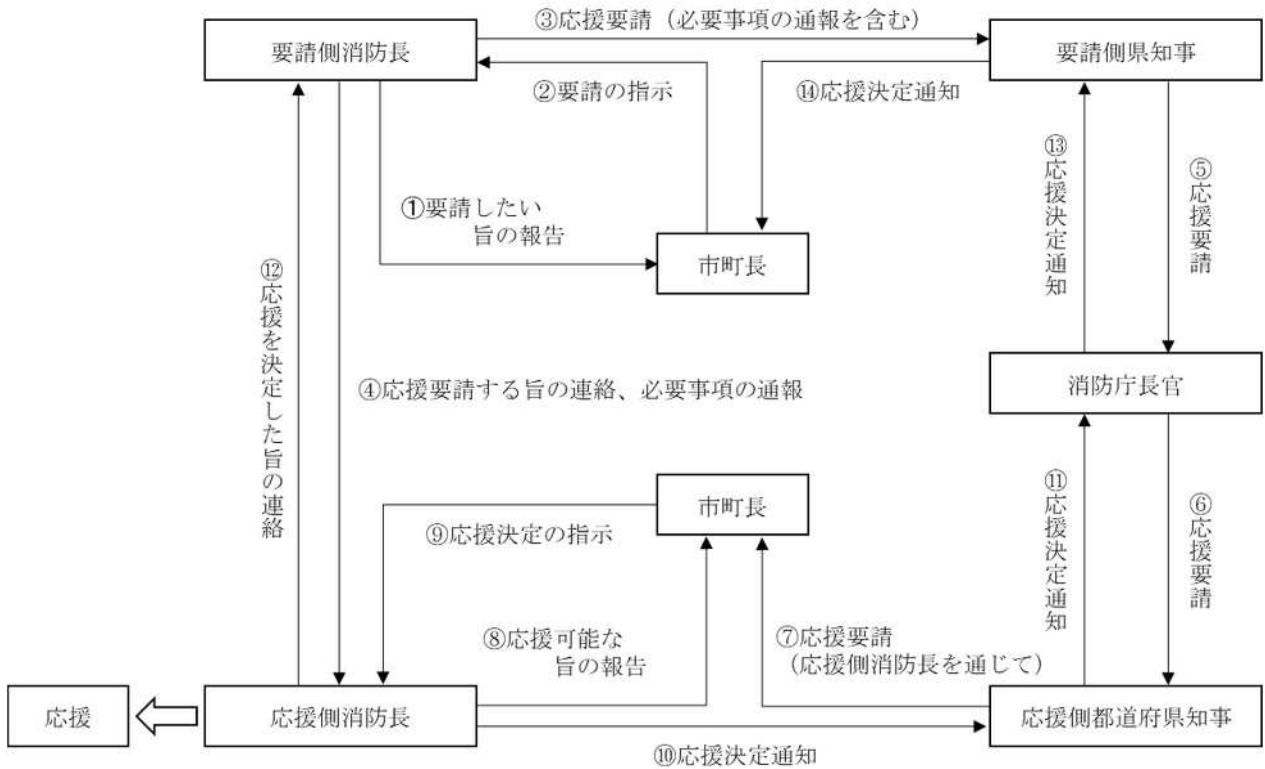 ③応援要請（必要事項の通報を含む）
要請側消防長
要請側県知事
②要請の指示
⑭応援決定通知
①要請したい
旨の報告
市町長
⑬応援決定通知
⑤応援要請
⑫応援を決定した旨の連絡
④応援要請する旨の連絡、必要事項の通報
消防庁長官
市町長
⑨応援決定の指示
⑪応援決定通知
⑥応援要請
⑧応援可能な
旨の報告
⑦応援要請
（応援側消防長を通じて）
応援
応援側消防長
応援側都道府県知事
⑩応援決定通知